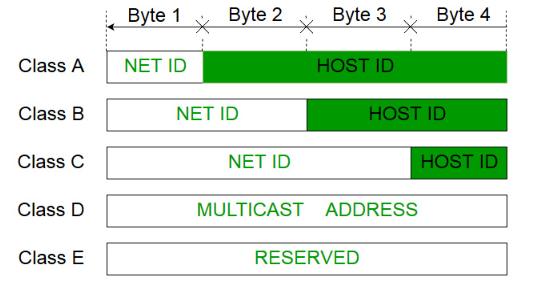 Byte 1 Byte 2 Byte 3 Byte 4
Class A NET ID HOST ID
Class B NET ID HOST ID
Class C NET ID HOST ID
Class D MULTICAST ADDRESS
Class E RESERVED